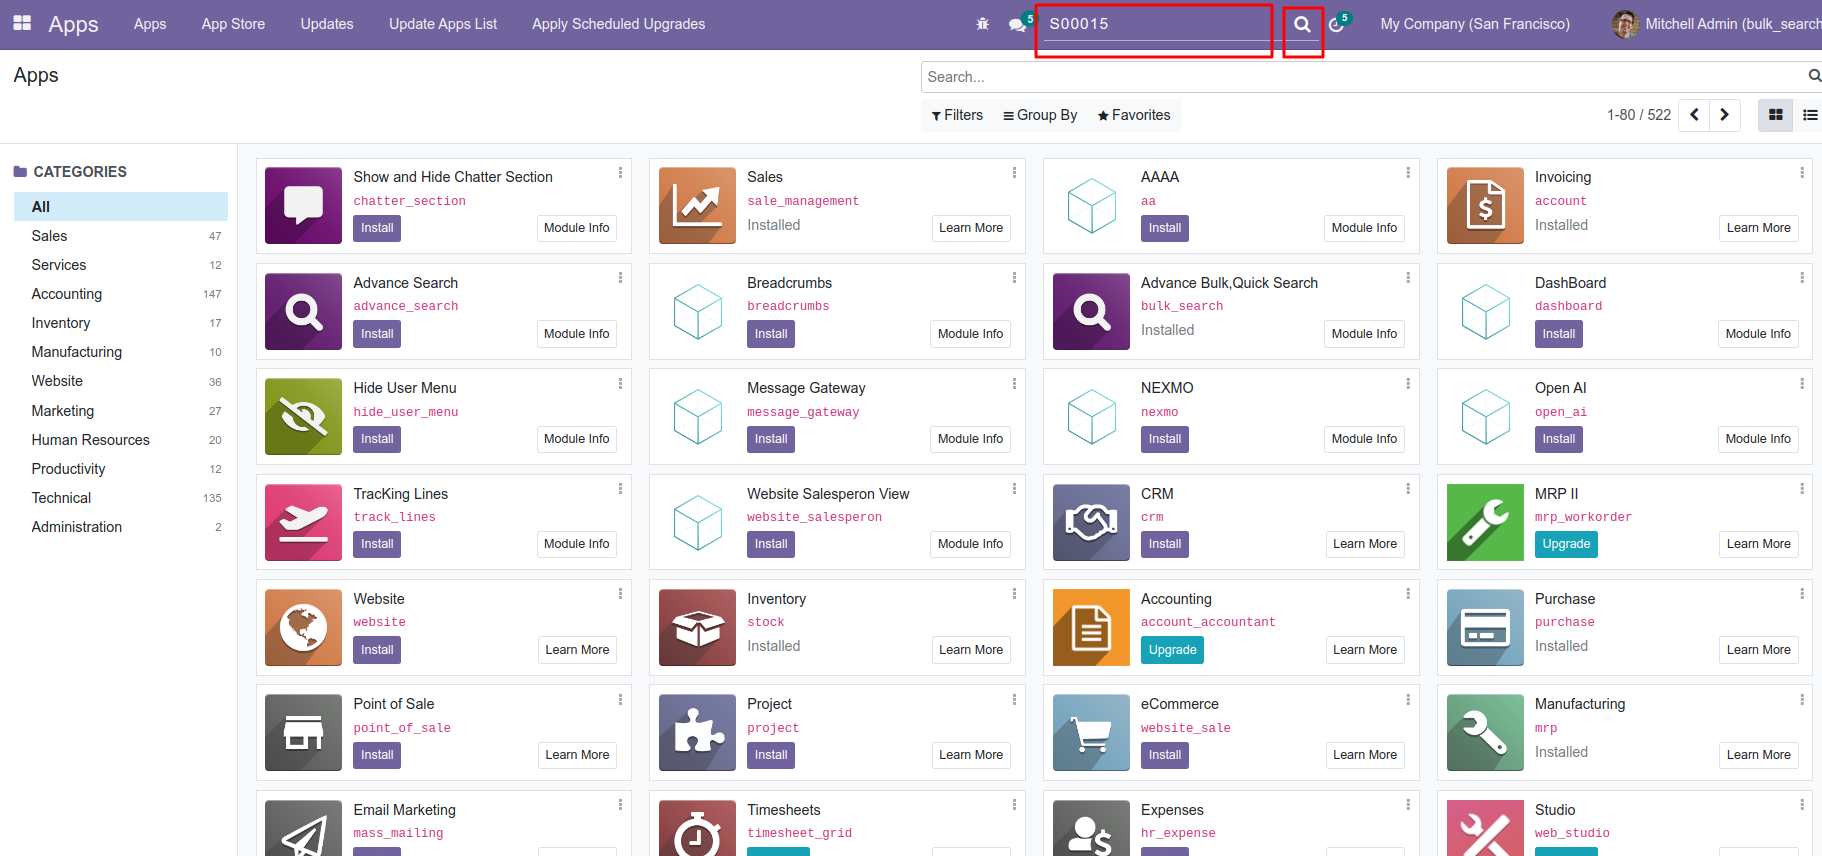 Apps Apps App Store Updates Update Apps List Apply Scheduled Upgrades 5 S00015 5 My Company (San Francisco) Mitchell Admin (bulk_search
Apps
Search...
Filters Group By Favorites 1-80 / 522
CATEGORIES
All
Sales 47
Services 12
Accounting 147
Inventory 17
Manufacturing 10
Website 36
Marketing 27
Human Resources 20
Productivity 12
Technical 135
Administration 2
Show and Hide Chatter Section
chatter_section
Install Module Info
Sales
sale_management
Installed Learn More
AAAA
aa
Install Module Info
Invoicing
account
Installed Learn More
Advance Search
advance_search
Install Module Info
Breadcrumbs
breadcrumbs
Install Module Info
Advance Bulk,Quick Search
bulk_search
Installed Module Info
DashBoard
dashboard
Install Module Info
Hide User Menu
hide_user_menu
Install Module Info
Message Gateway
message_gateway
Install Module Info
NEXMO
nexmo
Install Module Info
Open AI
open_ai
Install Module Info
TracKing Lines
track_lines
Install Module Info
Website Salesperon View
website_salesperon
Install Module Info
CRM
crm
Install Learn More
MRP II
mrp_workorder
Upgrade Learn More
Website
website
Install Learn More
Inventory
stock
Installed Learn More
Accounting
account_accountant
Upgrade Learn More
Purchase
purchase
Installed Learn More
Point of Sale
point_of_sale
Install Learn More
Project
project
Install Learn More
eCommerce
website_sale
Install Learn More
Manufacturing
mrp
Installed Learn More
Email Marketing
mass_mailing
Timesheets
timesheet_grid
Expenses
hr_expense
Studio
web_studio